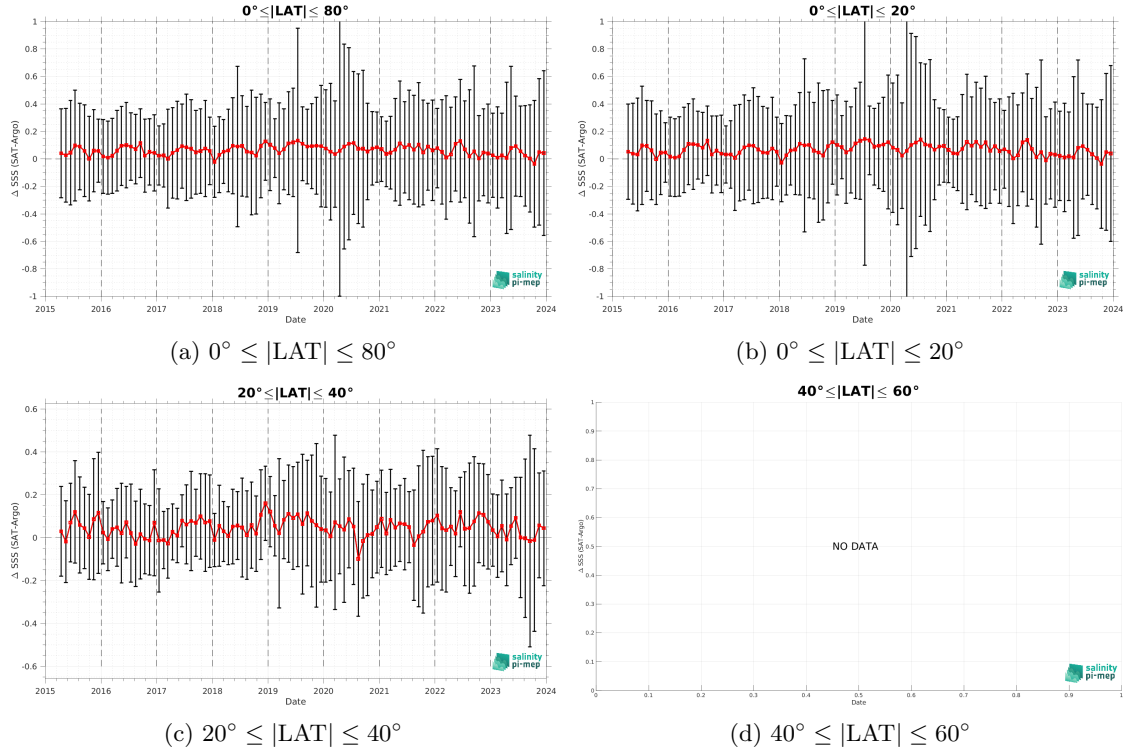 0°≤|LAT|≤ 80°
Δ SSS (SAT-Argo)
1
0.8
0.6
0.4
0.2
0
-0.2
-0.4
-0.6
-0.8
-1
2015 2016 2017 2018 2019 2020 2021 2022 2023 2024
Date
salinity
pi-mep
(a) 0° ≤ |LAT| ≤ 80°
0°≤|LAT|≤ 20°
Δ SSS (SAT-Argo)
1
0.8
0.6
0.4
0.2
0
-0.2
-0.4
-0.6
-0.8
-1
2015 2016 2017 2018 2019 2020 2021 2022 2023 2024
Date
salinity
pi-mep
(b) 0° ≤ |LAT| ≤ 20°
20°≤|LAT|≤ 40°
Δ SSS (SAT-Argo)
0.6
0.4
0.2
0
-0.2
-0.4
-0.6
2015 2016 2017 2018 2019 2020 2021 2022 2023 2024
Date
salinity
pi-mep
(c) 20° ≤ |LAT| ≤ 40°
40°≤|LAT|≤ 60°
Δ SSS (SAT-Argo)
1
0.9
0.8
0.7
0.6
0.5
0.4
0.3
0.2
0.1
0
NO DATA
0 0.1 0.2 0.3 0.4 0.5 0.6 0.7 0.8 0.9 1
Date
salinity
pi-mep
(d) 40° ≤ |LAT| ≤ 60°